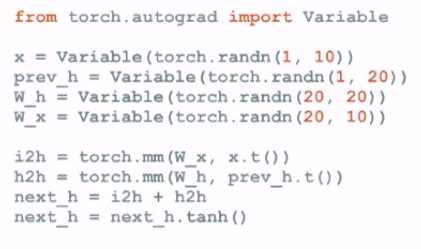 from torch.autograd import Variable
x = Variable(torch.randn(1, 10))
prev_h = Variable(torch.randn(1, 20))
W_h = Variable(torch.randn(20, 20))
W_x = Variable(torch.randn(20, 10))
i2h = torch.mm(W_x, x.t())
h2h = torch.mm(W_h, prev_h.t())
next_h = i2h + h2h
next_h = next_h.tanh()